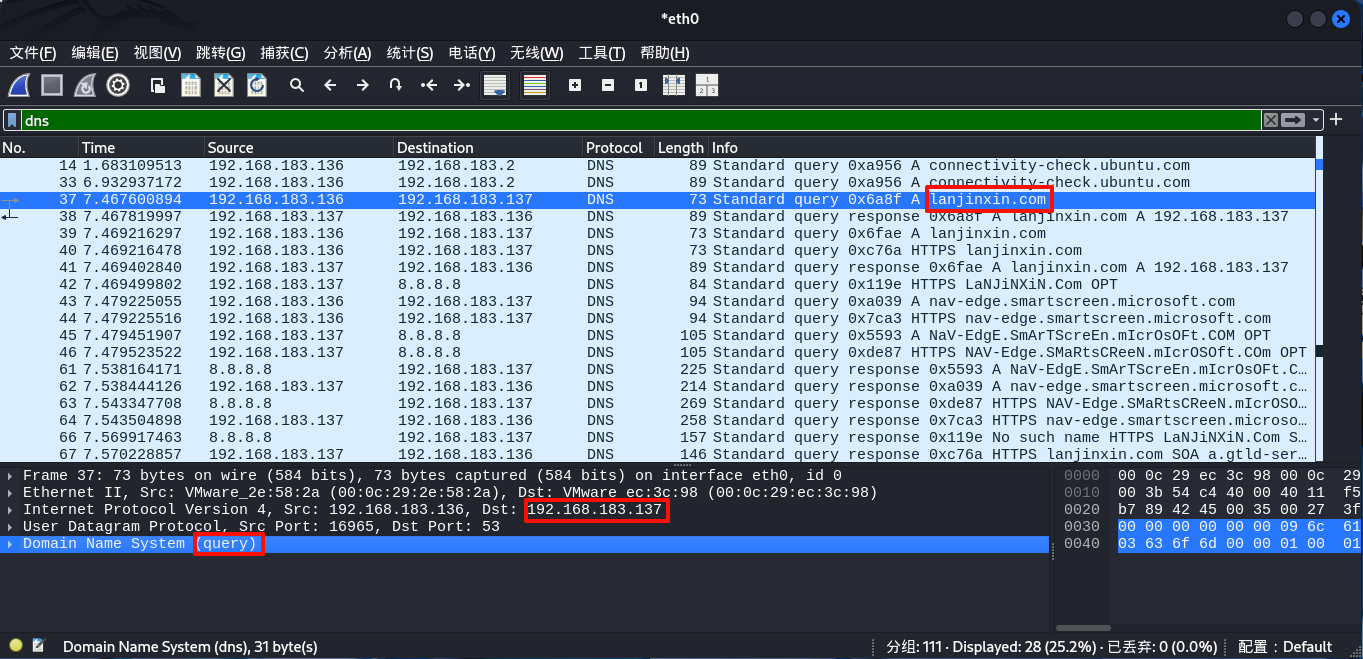 *eth0
文件(F) 编辑(E) 视图(V) 跳转(G) 捕获(C) 分析(A) 统计(S) 电话(Y) 无线(W) 工具(T) 帮助(H)
dns
No. Time Source Destination Protocol Length Info
14 1.683109513 192.168.183.136 192.168.183.2 DNS 89 Standard query 0xa956 A connectivity-check.ubuntu.com
33 6.932937172 192.168.183.136 192.168.183.2 DNS 89 Standard query 0xa956 A connectivity-check.ubuntu.com
37 7.467600894 192.168.183.136 192.168.183.137 DNS 73 Standard query 0x6a8f A lanjinxin.com
38 7.467819997 192.168.183.137 192.168.183.136 DNS 89 Standard query response 0x6a8f A lanjinxin.com A 192.168.183.137
39 7.469216297 192.168.183.136 192.168.183.137 DNS 73 Standard query 0x6fae A lanjinxin.com
40 7.469216478 192.168.183.136 192.168.183.137 DNS 73 Standard query 0xc76a HTTPS lanjinxin.com
41 7.469402840 192.168.183.137 192.168.183.136 DNS 89 Standard query response 0x6fae A lanjinxin.com A 192.168.183.137
42 7.469499802 192.168.183.137 8.8.8.8 DNS 84 Standard query 0x119e HTTPS LaNJiNXiN.Com OPT
43 7.479225055 192.168.183.136 192.168.183.137 DNS 94 Standard query 0xa039 A nav-edge.smartscreen.microsoft.com
44 7.479225516 192.168.183.136 192.168.183.137 DNS 94 Standard query 0x7ca3 HTTPS nav-edge.smartscreen.microsoft.com
45 7.479451907 192.168.183.137 8.8.8.8 DNS 105 Standard query 0x5593 A NaV-EdgE.SmArTScreEn.mIcrOsOFt.COM OPT
46 7.479523522 192.168.183.137 8.8.8.8 DNS 105 Standard query 0xde87 HTTPS NAV-Edge.SMaRtsCReeN.mIcrOSOft.COm OPT
61 7.538164171 8.8.8.8 192.168.183.137 DNS 225 Standard query response 0x5593 A NaV-EdgE.SmArTScreEn.mIcrOsOFt.C…
62 7.538444126 192.168.183.137 192.168.183.136 DNS 214 Standard query response 0xa039 A nav-edge.smartscreen.microsoft.c…
63 7.543347708 8.8.8.8 192.168.183.137 DNS 269 Standard query response 0xde87 HTTPS NAV-Edge.SMaRtsCReeN.mIcrOSO…
64 7.543504898 192.168.183.137 192.168.183.136 DNS 258 Standard query response 0x7ca3 HTTPS nav-edge.smartscreen.microso…
66 7.569917463 8.8.8.8 192.168.183.137 DNS 157 Standard query response 0x119e No such name HTTPS LaNJiNXiN.Com S…
67 7.570228857 192.168.183.137 192.168.183.136 DNS 146 Standard query response 0xc76a HTTPS lanjinxin.com SOA a.gtld-ser…
Frame 37: 73 bytes on wire (584 bits), 73 bytes captured (584 bits) on interface eth0, id 0
Ethernet II, Src: VMware_2e:58:2a (00:0c:29:2e:58:2a), Dst: VMware_ec:3c:98 (00:0c:29:ec:3c:98)
Internet Protocol Version 4, Src: 192.168.183.136, Dst: 192.168.183.137
User Datagram Protocol, Src Port: 16965, Dst Port: 53
Domain Name System (query)
0000 00 0c 29 ec 3c 98 00 0c 29
0010 00 3b 54 c4 40 00 40 11 f5
0020 b7 89 42 45 00 35 00 27 3f
0030 00 00 00 00 00 00 09 6c 61
0040 03 63 6f 6d 00 00 01 00 01
Domain Name System (dns), 31 byte(s) 分组: 111 · Displayed: 28 (25.2%) · 已丢弃: 0 (0.0%) 配置：Default